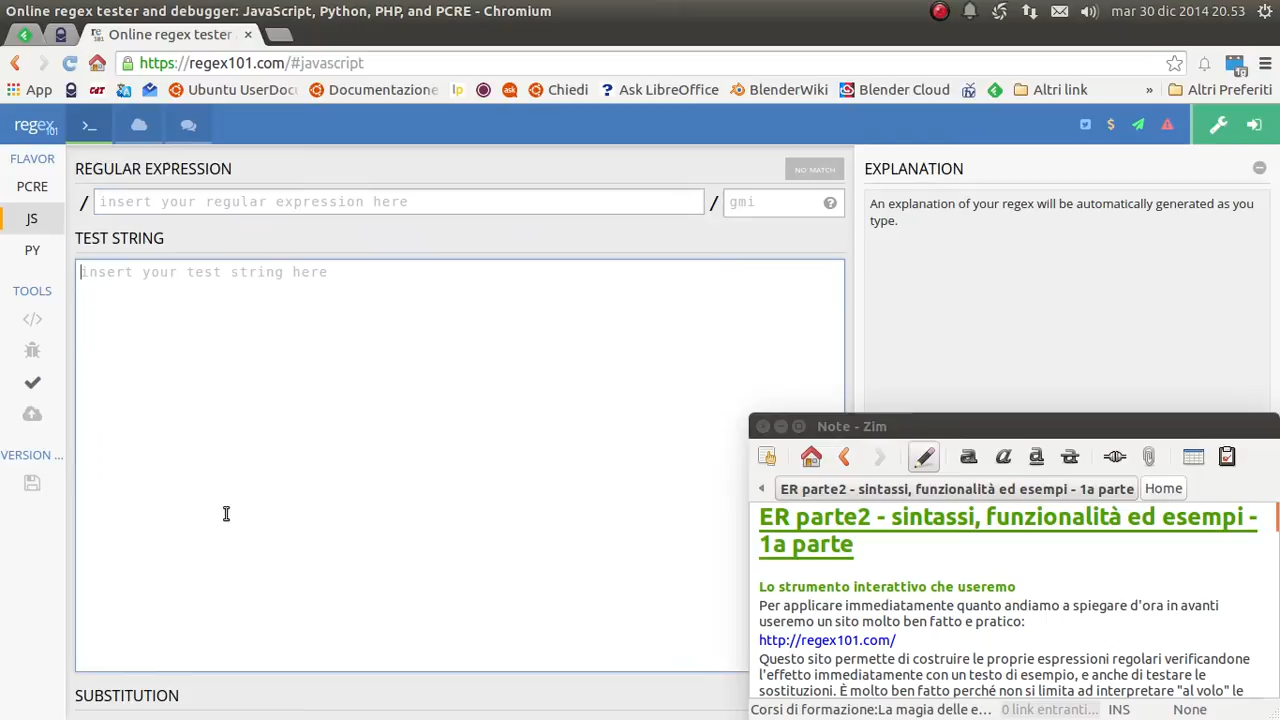 Online regex tester and debugger: JavaScript, Python, PHP, and PCRE - Chromium
mar 30 dic 2014 20.53
re
101
Online regex tester
×
https://regex101.com/#javascript
App
cat
Ubuntu UserDocu
Documentazione
lp
ask
Chiedi
? Ask LibreOffice
BlenderWiki
Blender Cloud
Altri link
»
Altri Preferiti
regex
101
>_
$
FLAVOR
PCRE
JS
PY
TOOLS
</>
VERSION ...
REGULAR EXPRESSION
NO MATCH
/ insert your regular expression here / gmi ?
TEST STRING
insert your test string here
SUBSTITUTION
EXPLANATION
An explanation of your regex will be automatically generated as you
type.
Note - Zim
a a a a
ER parte2 - sintassi, funzionalità ed esempi - 1a parte
Home
ER parte2 - sintassi, funzionalità ed esempi -
1a parte
Lo strumento interattivo che useremo
Per applicare immediatamente quanto andiamo a spiegare d'ora in avanti
useremo un sito molto ben fatto e pratico:
http://regex101.com/
Questo sito permette di costruire le proprie espressioni regolari verificandone
l'effetto immediatamente con un testo di esempio, e anche di testare le
sostituzioni. È molto ben fatto perché non si limita ad interpretare "al volo" le
Corsi di formazione:La magia delle e...
0 link entranti...
INS
None